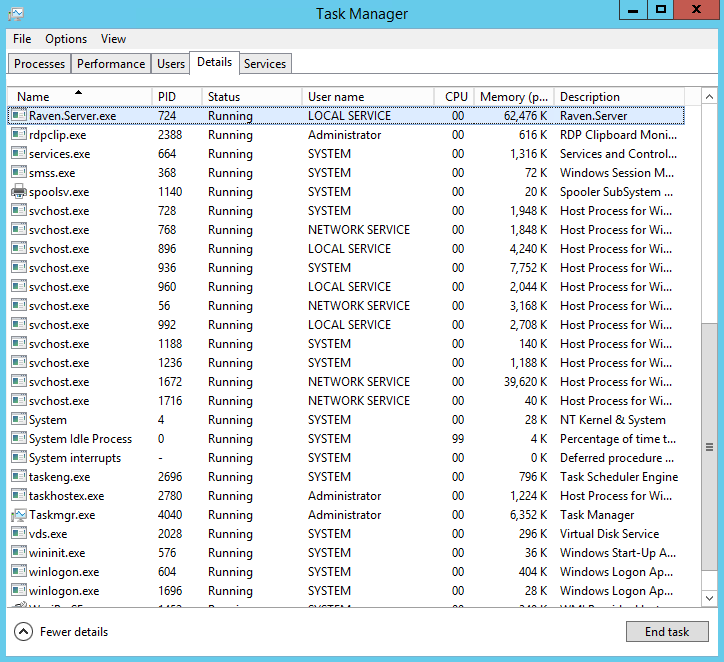 Task Manager
File Options View
Processes Performance Users Details Services
Name PID Status User name CPU Memory (p... Description
Raven.Server.exe 724 Running LOCAL SERVICE 00 62,476 K Raven.Server
rdpclip.exe 2388 Running Administrator 00 616 K RDP Clipboard Moni...
services.exe 664 Running SYSTEM 00 1,316 K Services and Control...
smss.exe 368 Running SYSTEM 00 72 K Windows Session M...
spoolsv.exe 1140 Running SYSTEM 00 20 K Spooler SubSystem ...
svchost.exe 728 Running SYSTEM 00 1,948 K Host Process for Wi...
svchost.exe 768 Running NETWORK SERVICE 00 1,848 K Host Process for Wi...
svchost.exe 896 Running LOCAL SERVICE 00 4,240 K Host Process for Wi...
svchost.exe 936 Running SYSTEM 00 7,752 K Host Process for Wi...
svchost.exe 960 Running LOCAL SERVICE 00 2,044 K Host Process for Wi...
svchost.exe 56 Running NETWORK SERVICE 00 3,168 K Host Process for Wi...
svchost.exe 992 Running LOCAL SERVICE 00 2,708 K Host Process for Wi...
svchost.exe 1188 Running SYSTEM 00 140 K Host Process for Wi...
svchost.exe 1236 Running SYSTEM 00 1,188 K Host Process for Wi...
svchost.exe 1672 Running NETWORK SERVICE 00 39,620 K Host Process for Wi...
svchost.exe 1716 Running NETWORK SERVICE 00 40 K Host Process for Wi...
System 4 Running SYSTEM 00 28 K NT Kernel & System
System Idle Process 0 Running SYSTEM 99 4 K Percentage of time t...
System interrupts - Running SYSTEM 00 0 K Deferred procedure ...
taskeng.exe 2696 Running SYSTEM 00 796 K Task Scheduler Engine
taskhostex.exe 2780 Running Administrator 00 1,224 K Host Process for Wi...
Taskmgr.exe 4040 Running Administrator 00 6,352 K Task Manager
vds.exe 2028 Running SYSTEM 00 296 K Virtual Disk Service
wininit.exe 576 Running SYSTEM 00 36 K Windows Start-Up A...
winlogon.exe 604 Running SYSTEM 00 404 K Windows Logon Ap...
winlogon.exe 1696 Running SYSTEM 00 28 K Windows Logon Ap...
Fewer details End task